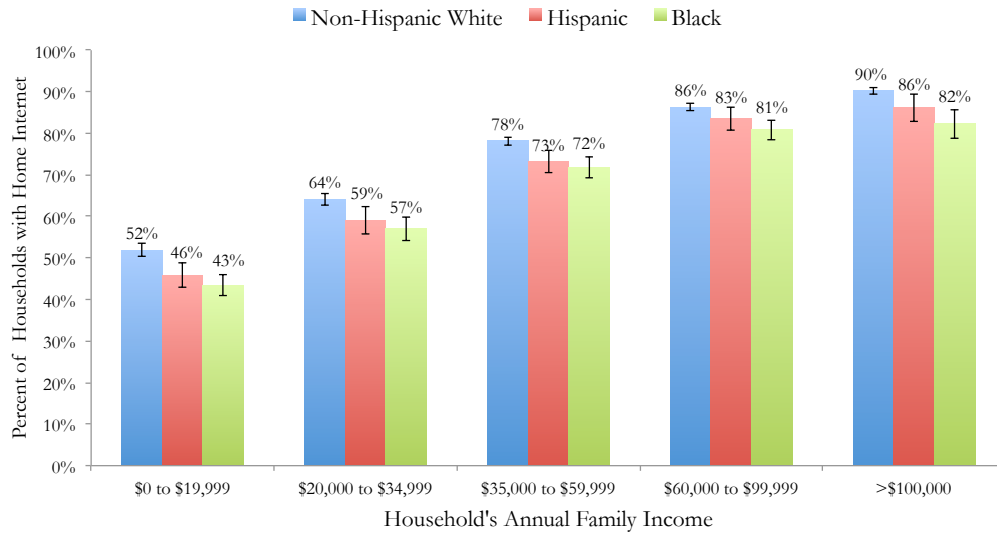 Non-Hispanic White Hispanic Black
Percent of Households with Home Internet
100%
90%
80%
70%
60%
50%
40%
30%
20%
10%
0%
52% 46% 43%
64% 59% 57%
78% 73% 72%
86% 83% 81%
90% 86% 82%
$0 to $19,999 $20,000 to $34,999 $35,000 to $59,999 $60,000 to $99,999 >$100,000
Household's Annual Family Income